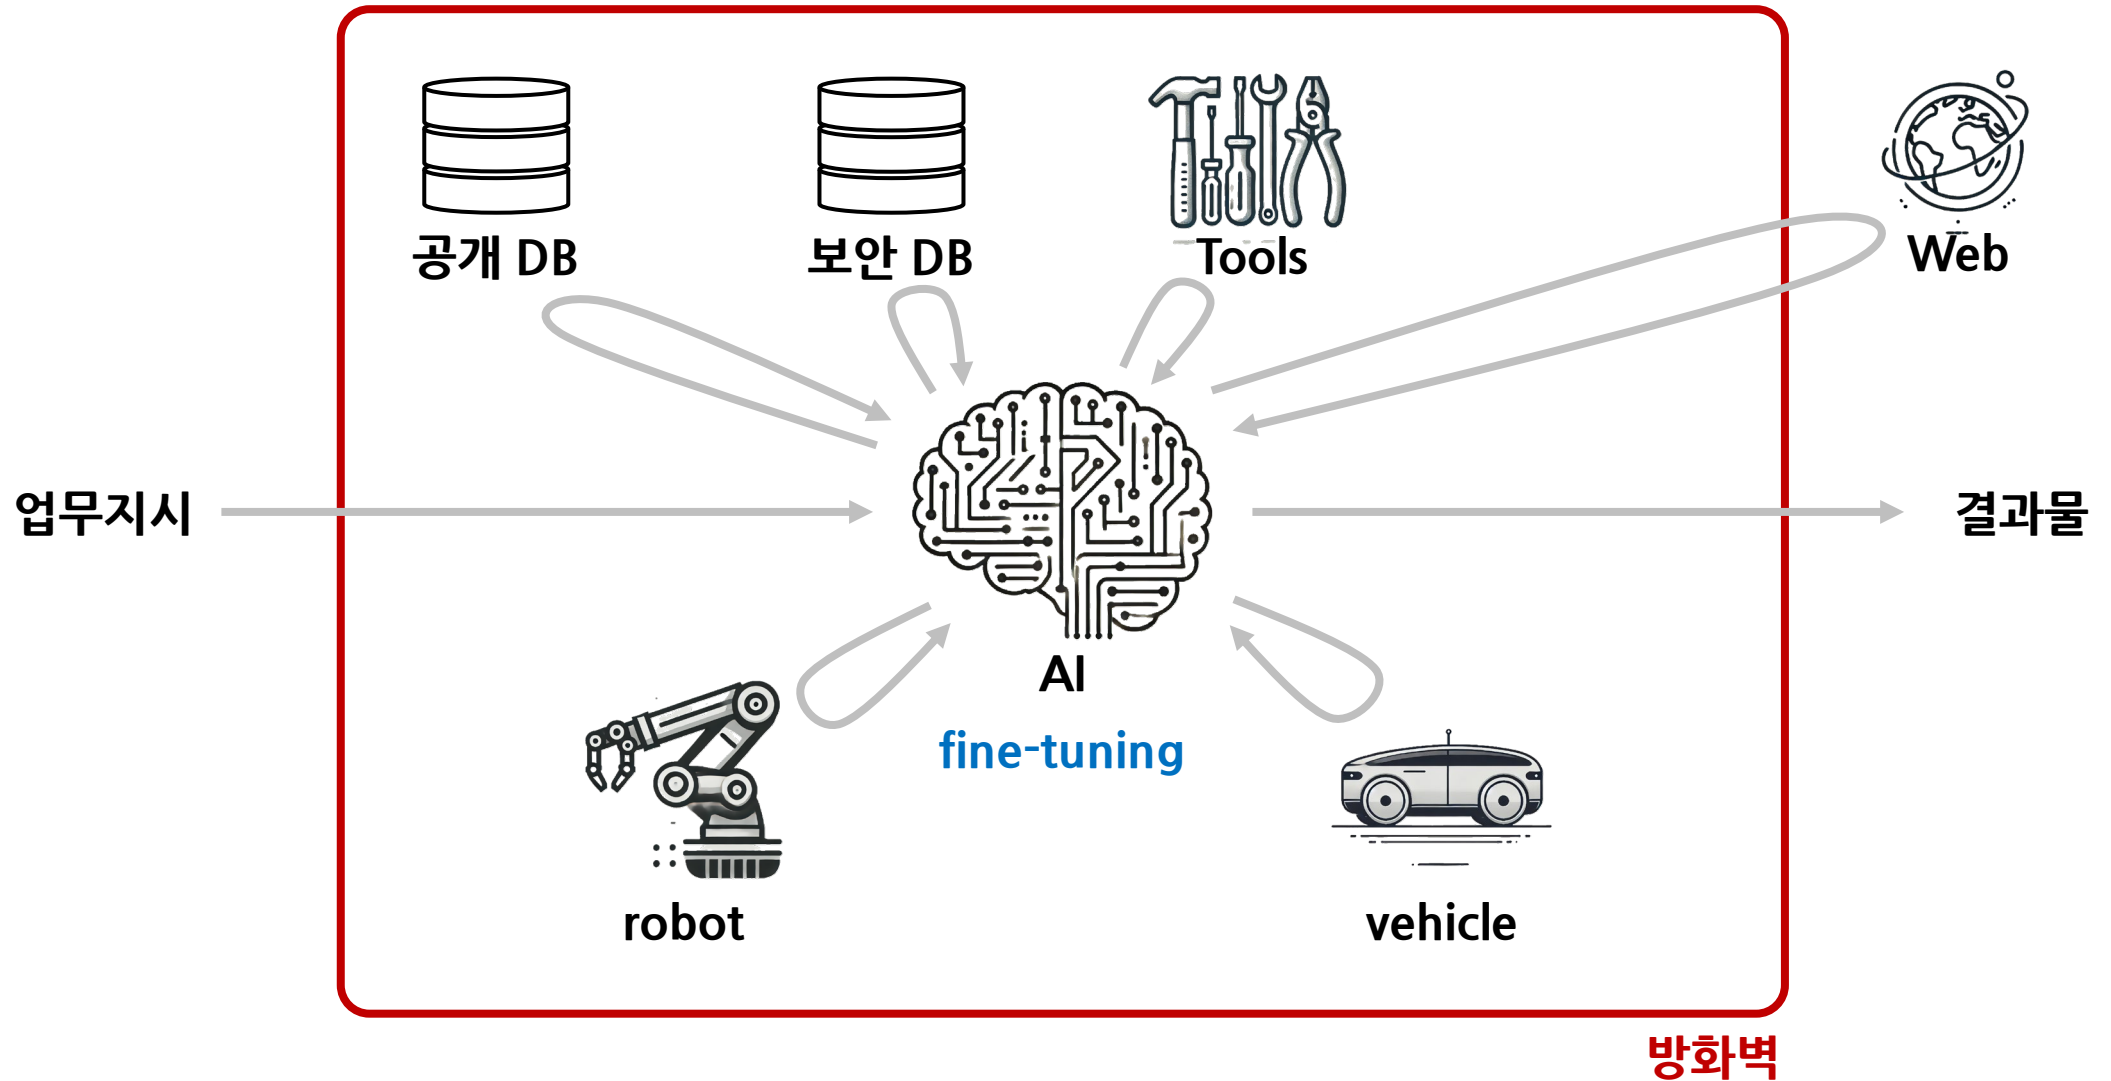 공개 DB
보안 DB
Tools
Web
업무지시
결과물
AI
fine-tuning
robot
vehicle
방화벽